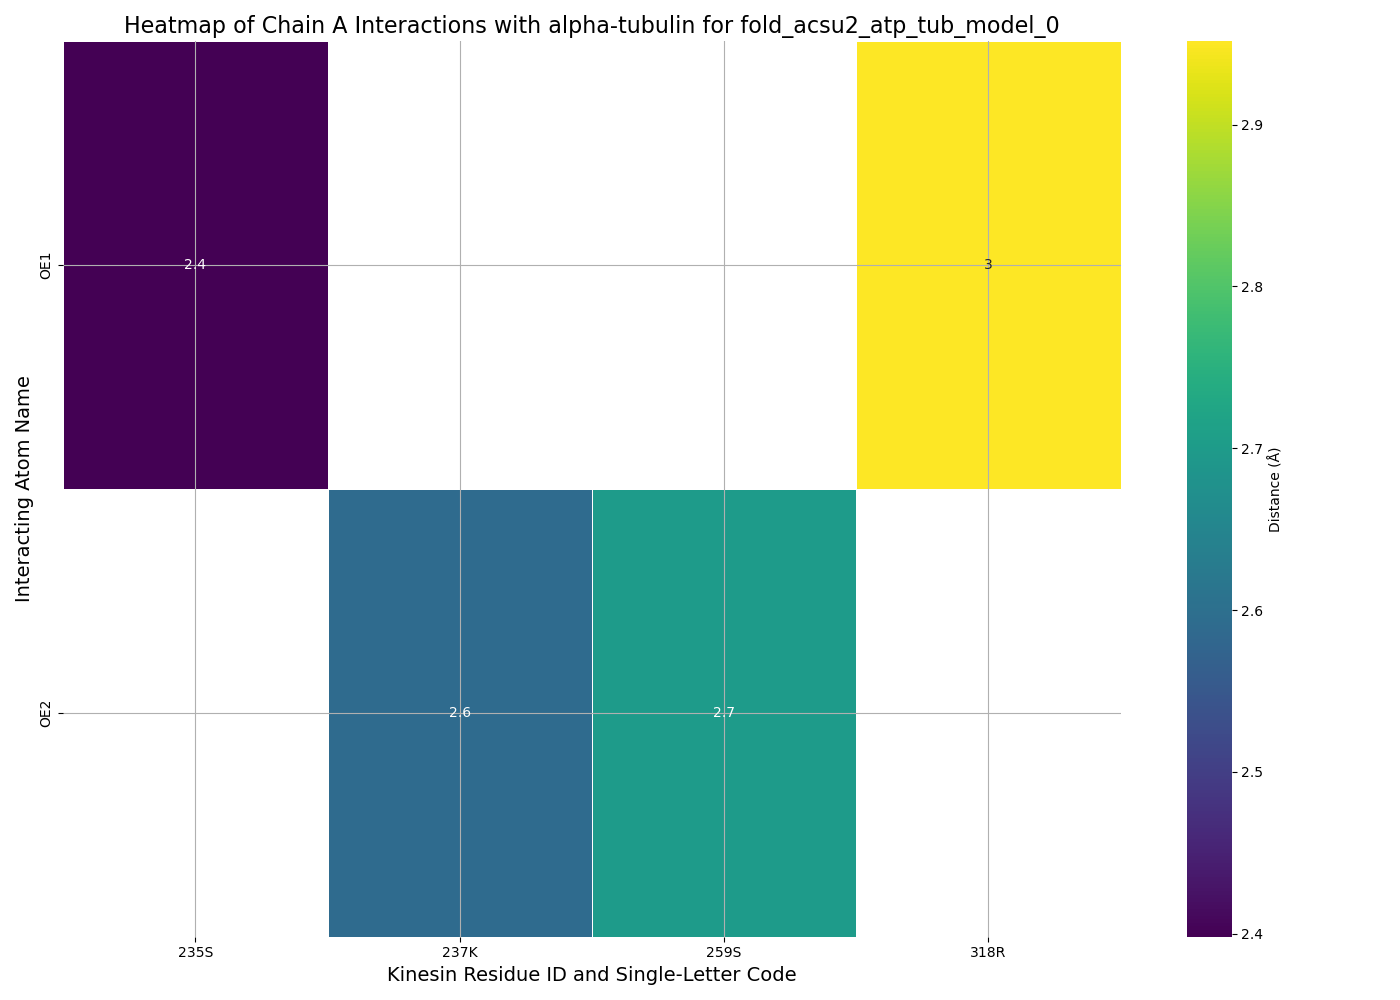 Heatmap of Chain A Interactions with alpha-tubulin for fold_acsu2_atp_tub_model_0
Interacting Atom Name
OE1
OE2
2.4
3
2.6
2.7
235S
237K
259S
318R
Kinesin Residue ID and Single-Letter Code
2.9
2.8
2.7
2.6
2.5
2.4
Distance (Å)